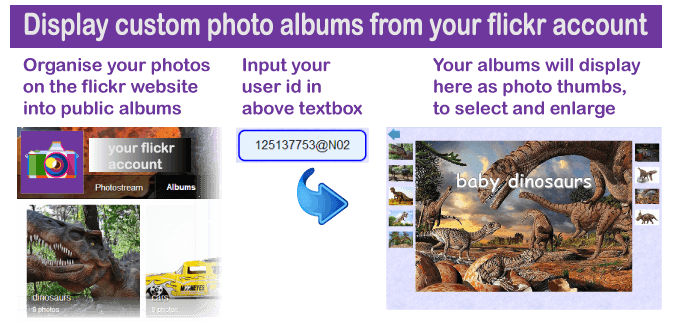 Display custom photo albums from your flickr account
Organise your photos
on the flickr website
into public albums
Input your
user id in
above textbox
Your albums will display
here as photo thumbs,
to select and enlarge
your flickr
account
Photostream
Albums
dinosaurs
9 photos
cars
5 photos
125137753@N02
baby dinosaurs